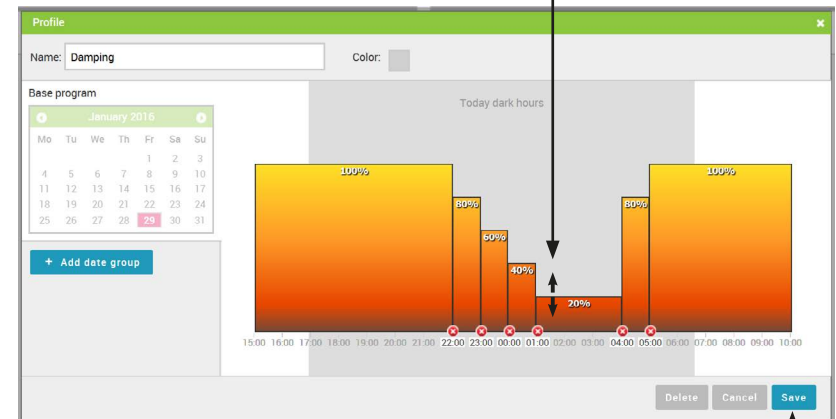 Profile
Name: Damping
Color:
Base program
January 2016
Mo Tu We Th Fr Sa Su
1 2 3
4 5 6 7 8 9 10
11 12 13 14 15 16 17
18 19 20 21 22 23 24
25 26 27 28 29 30 31
+ Add date group
Today dark hours
100% 80% 60% 40% 20% 80% 100%
15:00 16:00 17:00 18:00 19:00 20:00 21:00 22:00 23:00 00:00 01:00 02:00 03:00 04:00 05:00 06:00 07:00 08:00 09:00 10:00
Delete Cancel Save